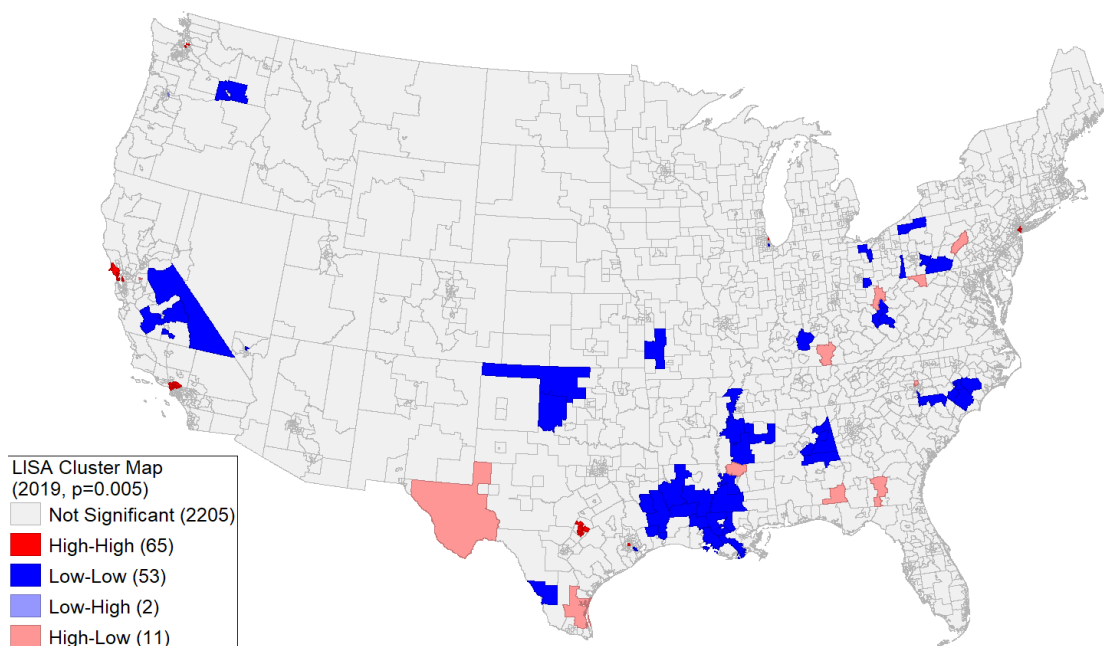 LISA Cluster Map
(2019, p=0.005)
Not Significant (2205)
High-High (65)
Low-Low (53)
Low-High (2)
High-Low (11)